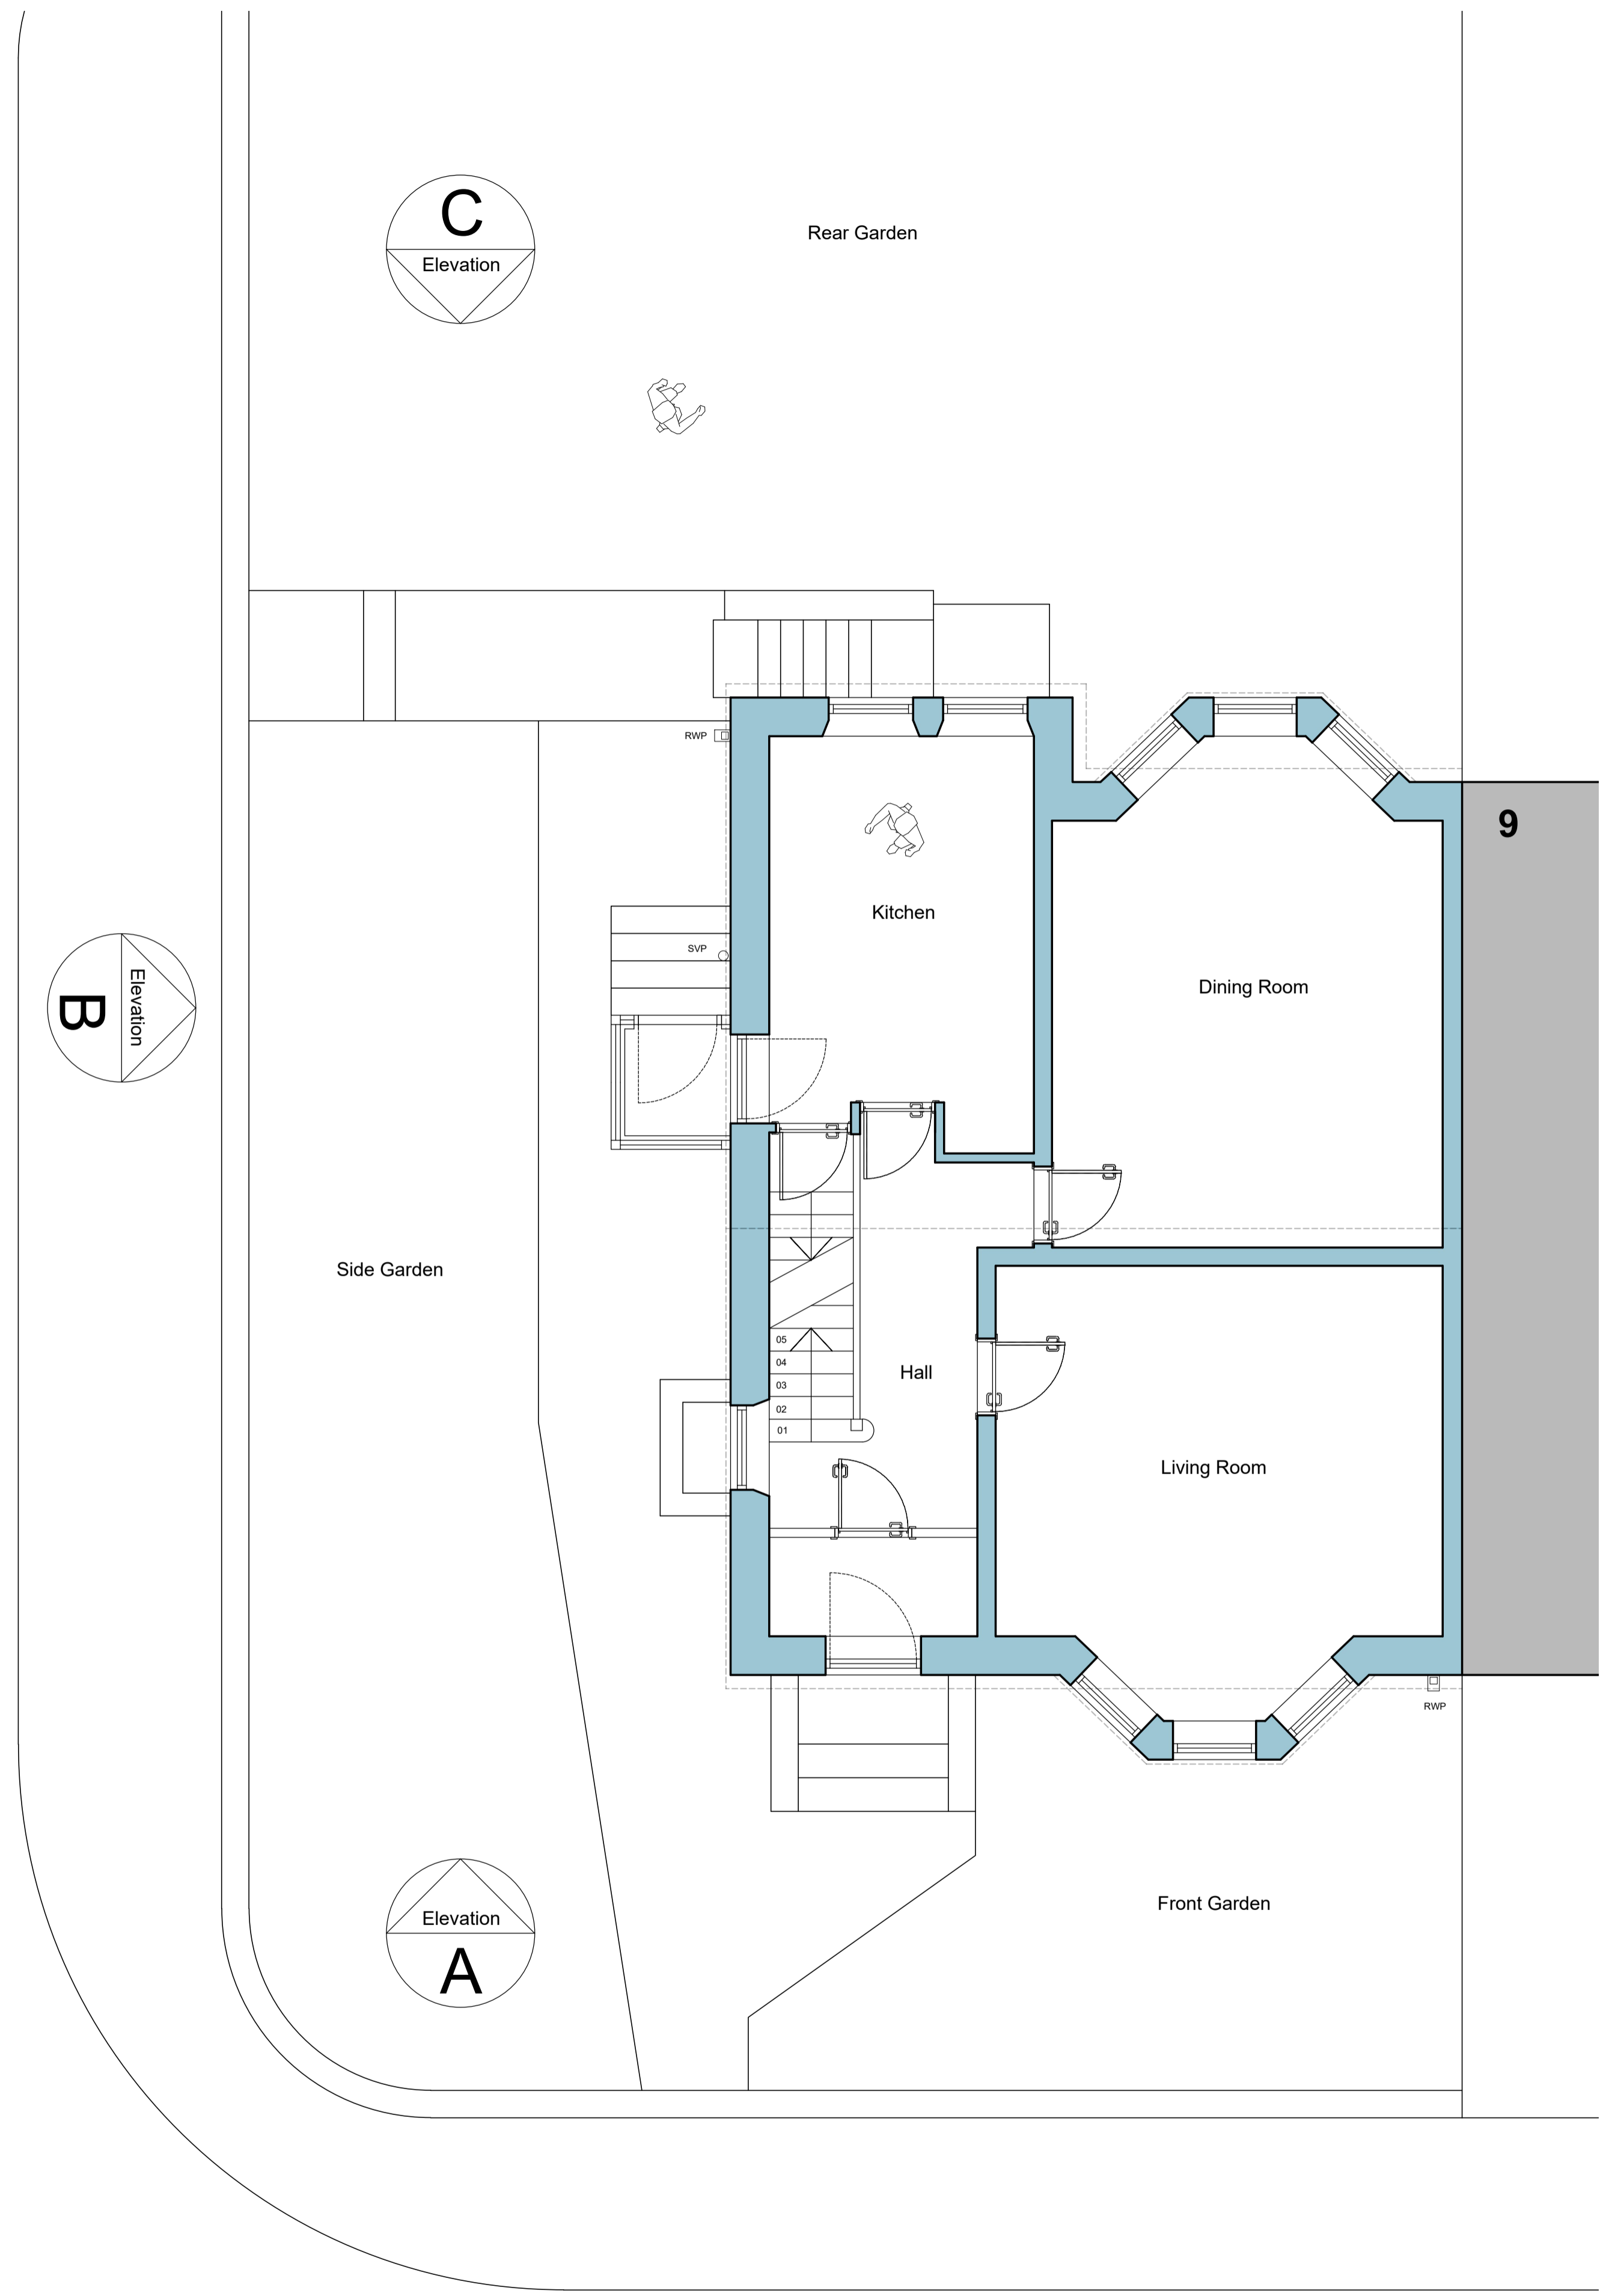 C
Elevation
Rear Garden
RWP
9
Kitchen
SVP
Dining Room
B
Elevation
Side Garden
05
04
03
02
01
Hall
Living Room
RWP
Front Garden
Elevation
A